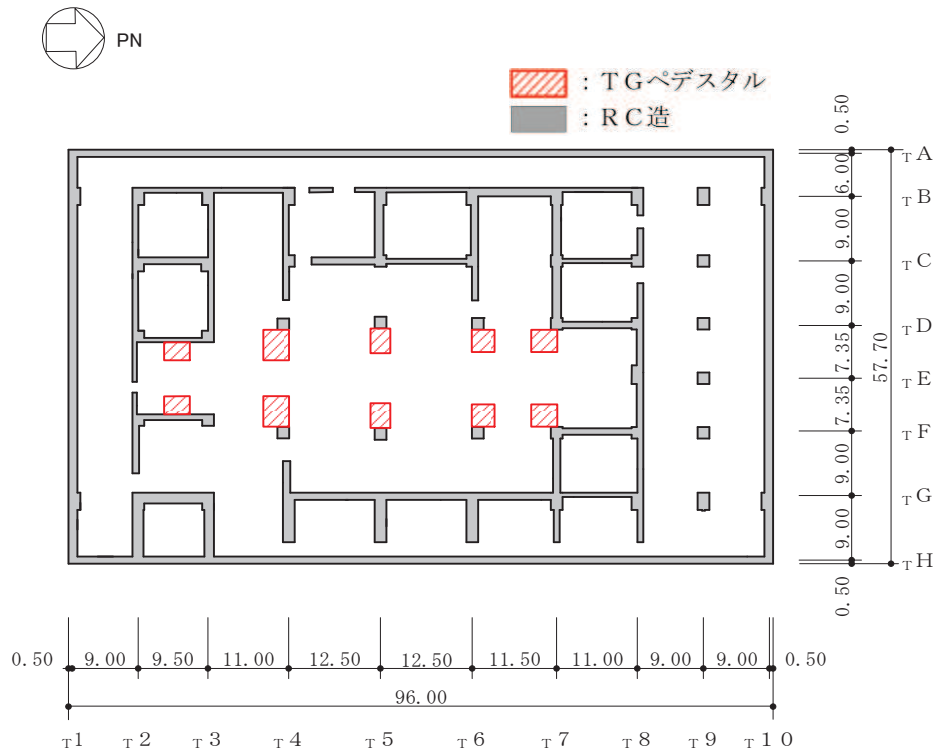 PN
：ＴＧペデスタル
：ＲＣ造
0.50
TA
6.00
TB
9.00
TC
9.00
TD
7.35
TE
57.70
7.35
TF
9.00
TG
9.00
TH
0.50
0.50 9.00 9.50 11.00 12.50 12.50 11.50 11.00 9.00 9.00 0.50
96.00
T1 T2 T3 T4 T5 T6 T7 T8 T9 T10